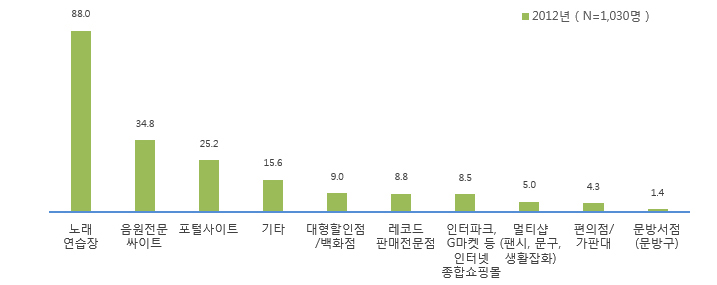 2012년 ( N=1,030명 )
88.0
34.8
25.2
15.6
9.0
8.8
8.5
5.0
4.3
1.4
노래
연습장
음원전문
싸이트
포털사이트
기타
대형할인점
/백화점
레코드
판매전문점
인터파크,
G마켓 등
인터넷
종합쇼핑몰
멀티샵
(팬시, 문구,
생활잡화)
편의점/
가판대
문방서점
(문방구)